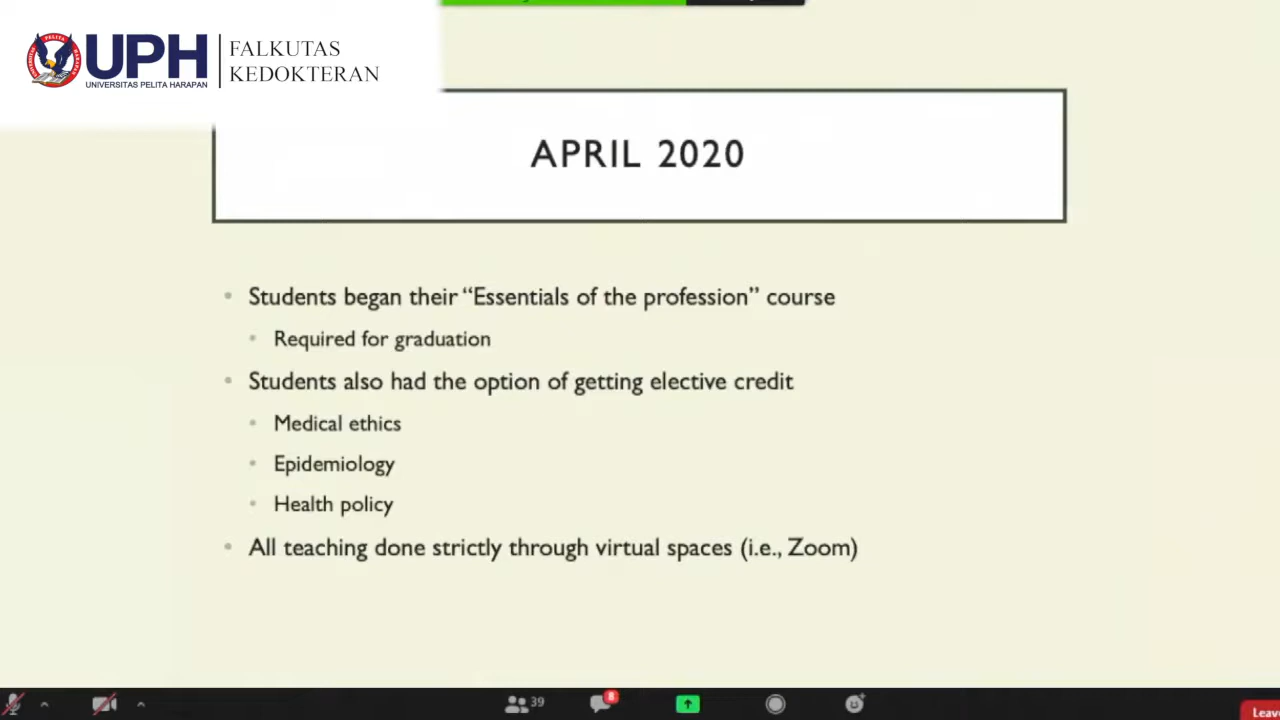 UPH
UNIVERSITAS PELITA HARAPAN
FALKUTAS
KEDOKTERAN
APRIL 2020
Students began their “Essentials of the profession” course
Required for graduation
Students also had the option of getting elective credit
Medical ethics
Epidemiology
Health policy
All teaching done strictly through virtual spaces (i.e., Zoom)
39
8
Leav